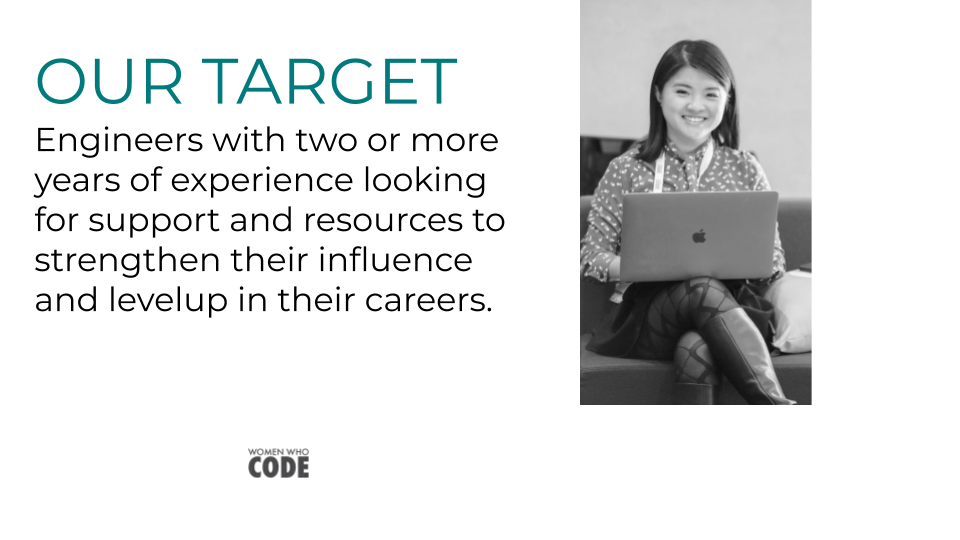 OUR TARGET
Engineers with two or more
years of experience looking
for support and resources to
strengthen their influence
and levelup in their careers.
WOMEN WHO
CODE